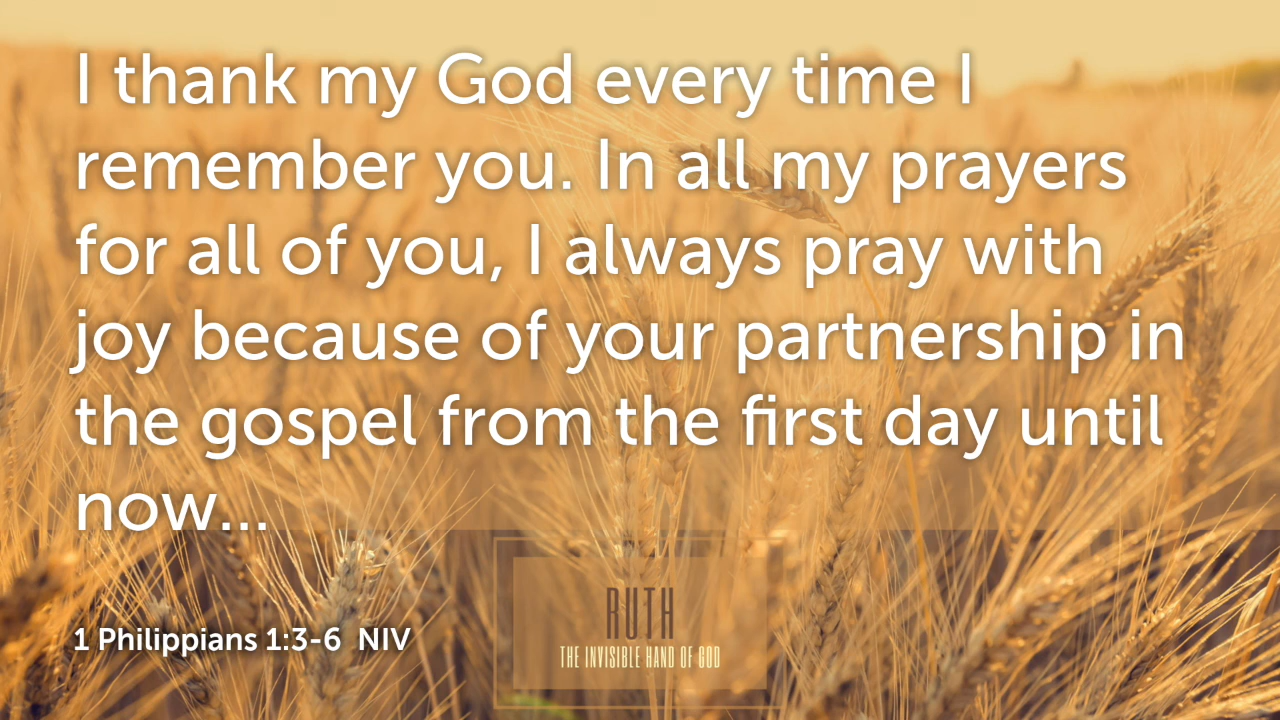 I thank my God every time I
remember you. In all my prayers
for all of you, I always pray with
joy because of your partnership in
the gospel from the first day until
now...
1 Philippians 1:3-6  NIV
RUTH
THE INVISIBLE HAND OF GOD